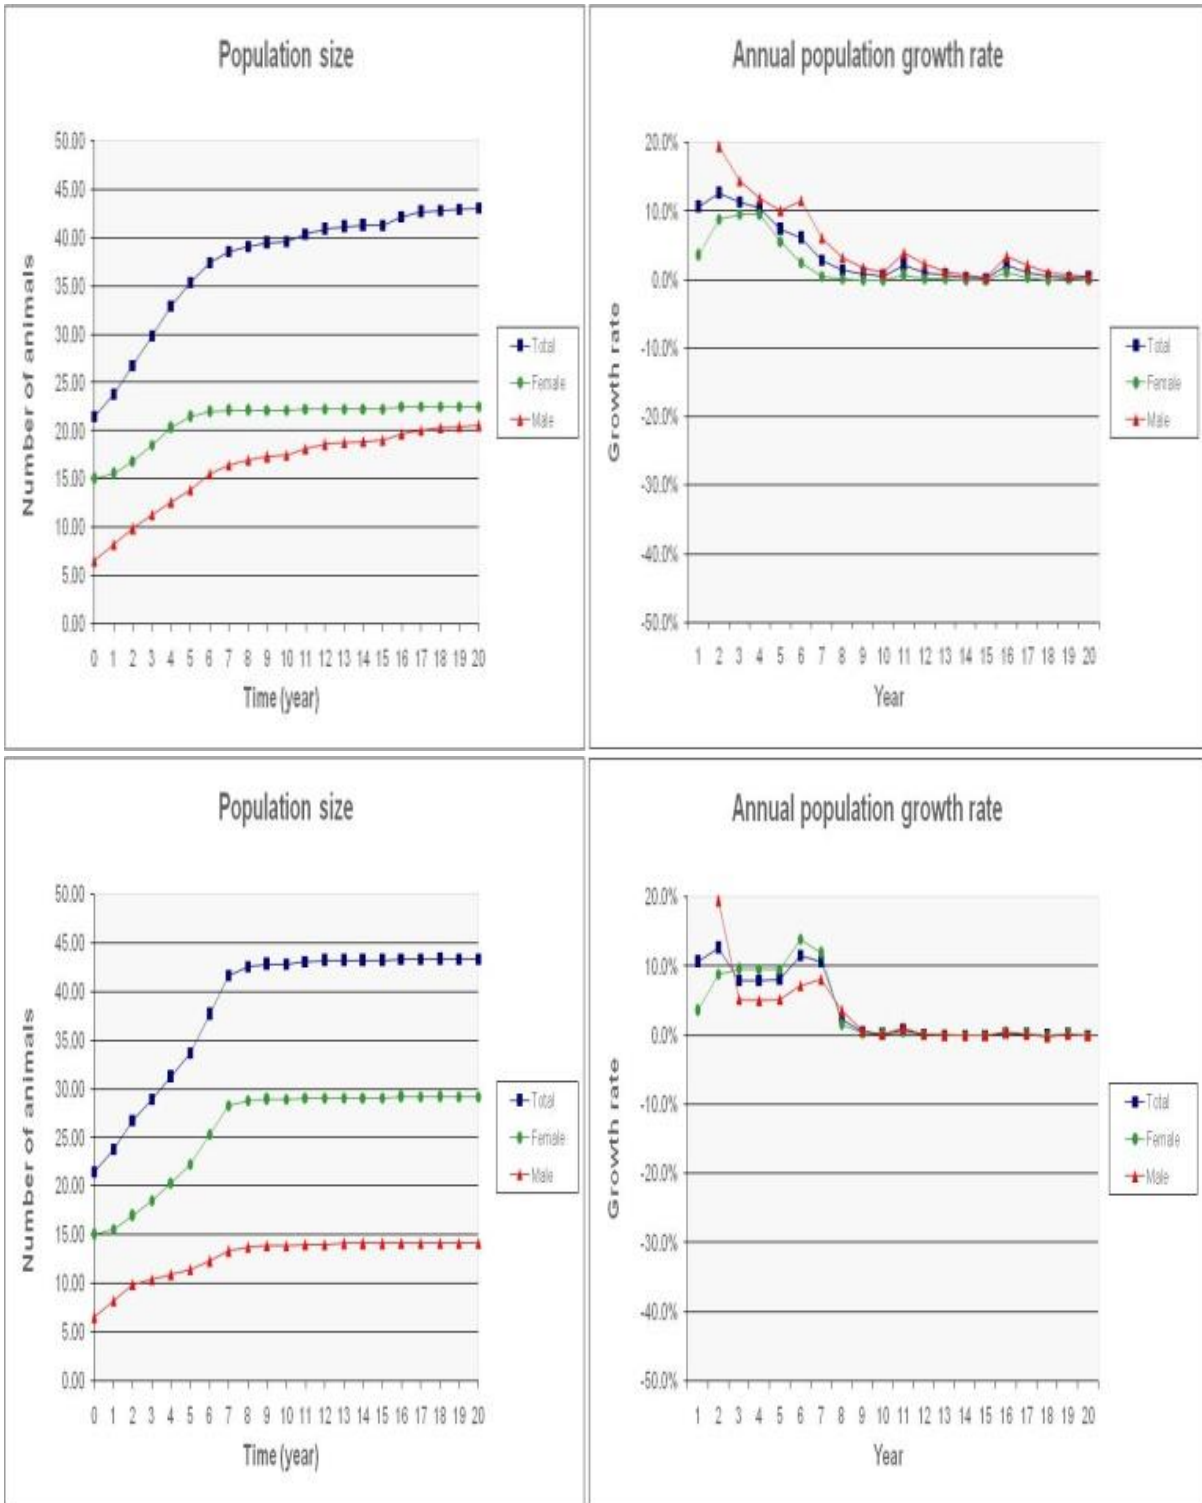 Population size
50.00
45.00
40.00
35.00
30.00
25.00
20.00
15.00
10.00
5.00
0.00
Number of animals
0 1 2 3 4 5 6 7 8 9 10 11 12 13 14 15 16 17 18 19 20
Time (year)
Total
Female
Male
Annual population growth rate
20.0%
10.0%
0.0%
-10.0%
-20.0%
-30.0%
-40.0%
-50.0%
Growth rate
1 2 3 4 5 6 7 8 9 10 11 12 13 14 15 16 17 18 19 20
Year
Total
Female
Male
Population size
50.00
45.00
40.00
35.00
30.00
25.00
20.00
15.00
10.00
5.00
0.00
Number of animals
0 1 2 3 4 5 6 7 8 9 10 11 12 13 14 15 16 17 18 19 20
Time (year)
Total
Female
Male
Annual population growth rate
20.0%
10.0%
0.0%
-10.0%
-20.0%
-30.0%
-40.0%
-50.0%
Growth rate
1 2 3 4 5 6 7 8 9 10 11 12 13 14 15 16 17 18 19 20
Year
Total
Female
Male